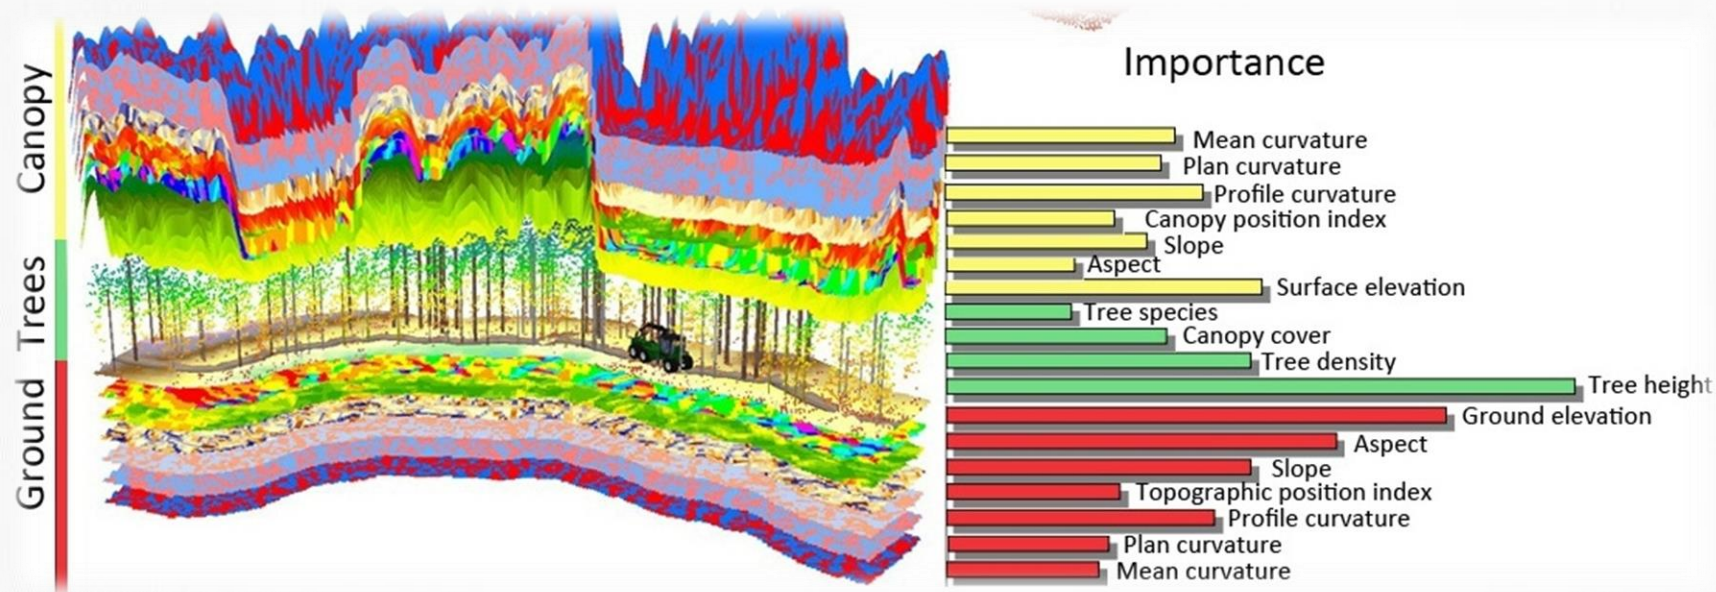 Canopy
Trees
Ground
Importance
Mean curvature
Plan curvature
Profile curvature
Canopy position index
Slope
Aspect
Surface elevation
Tree species
Canopy cover
Tree density
Tree height
Ground elevation
Aspect
Slope
Topographic position index
Profile curvature
Plan curvature
Mean curvature